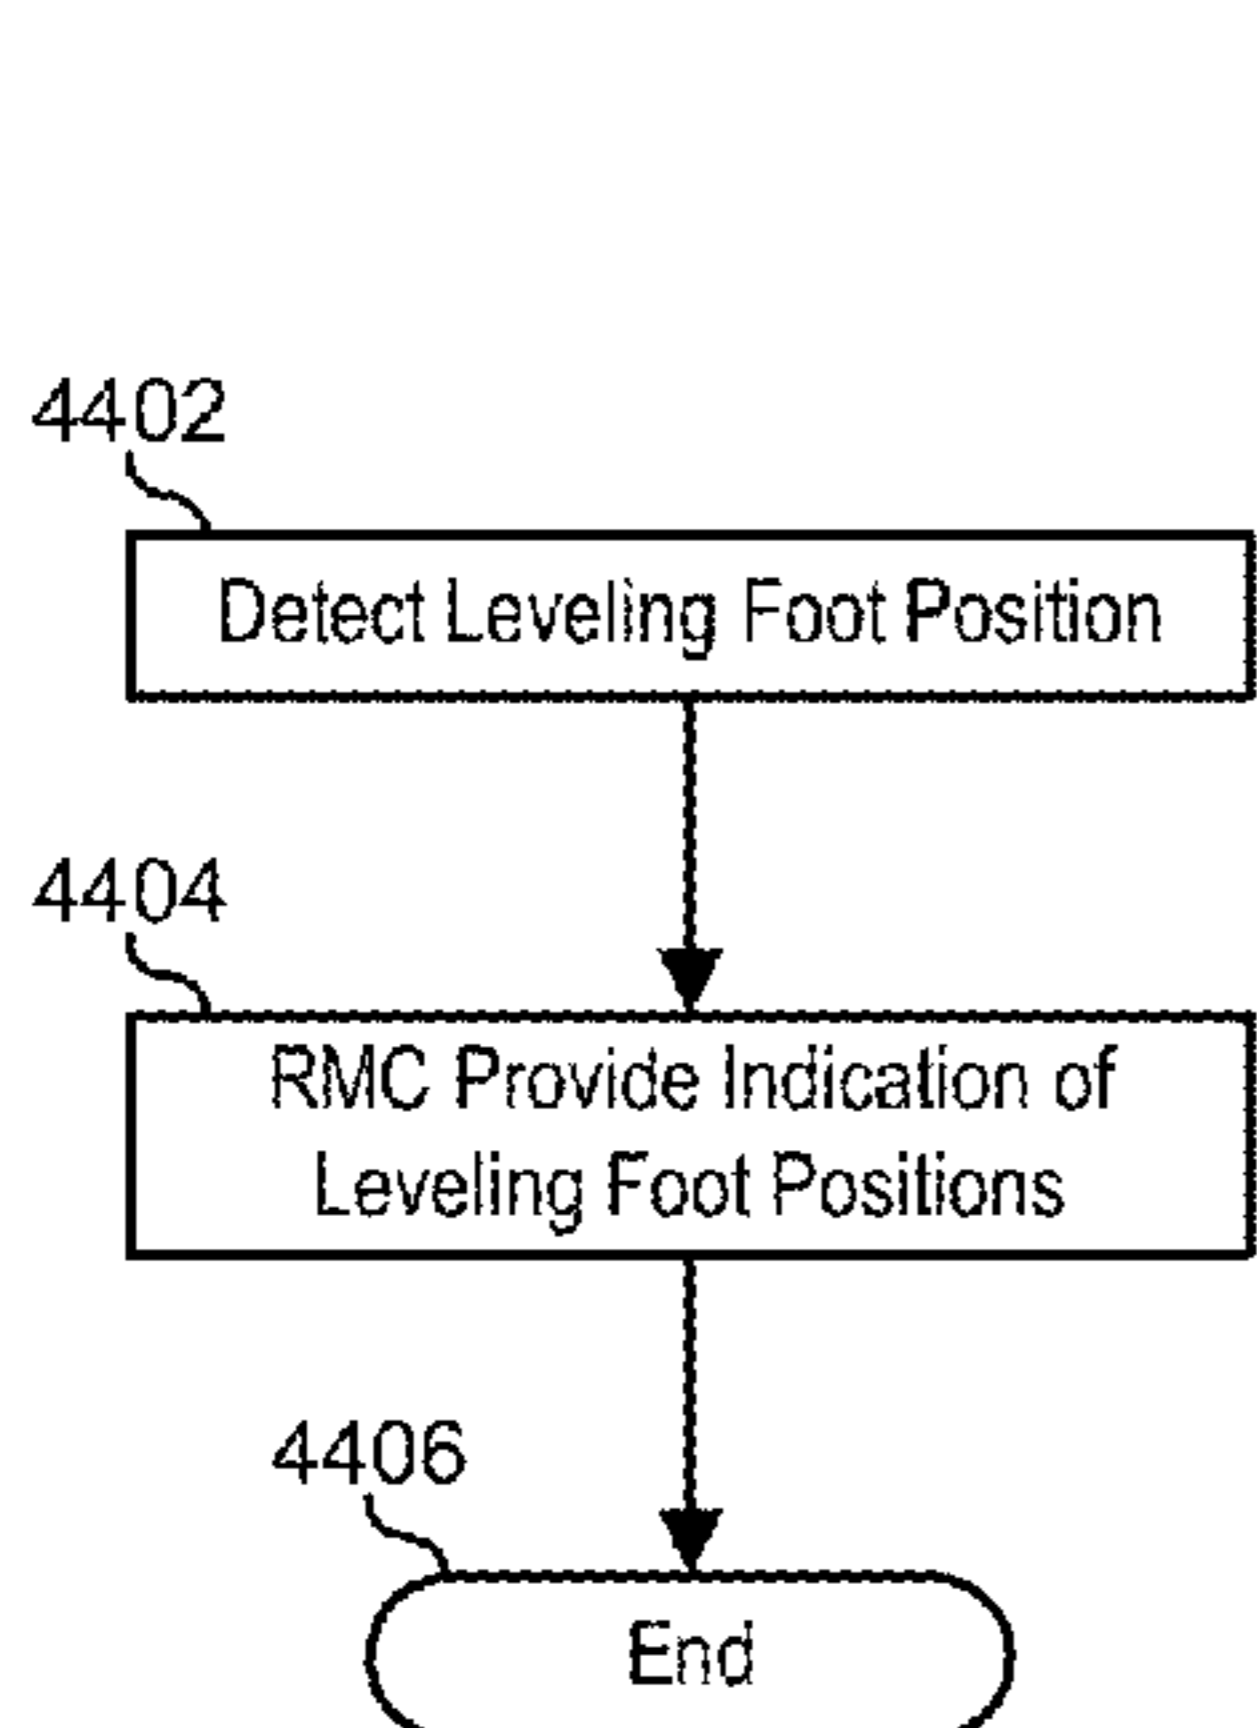 4402
Detect Leveling Foot Position
4404
RMC Provide Indication of
Leveling Foot Positions
4406
End